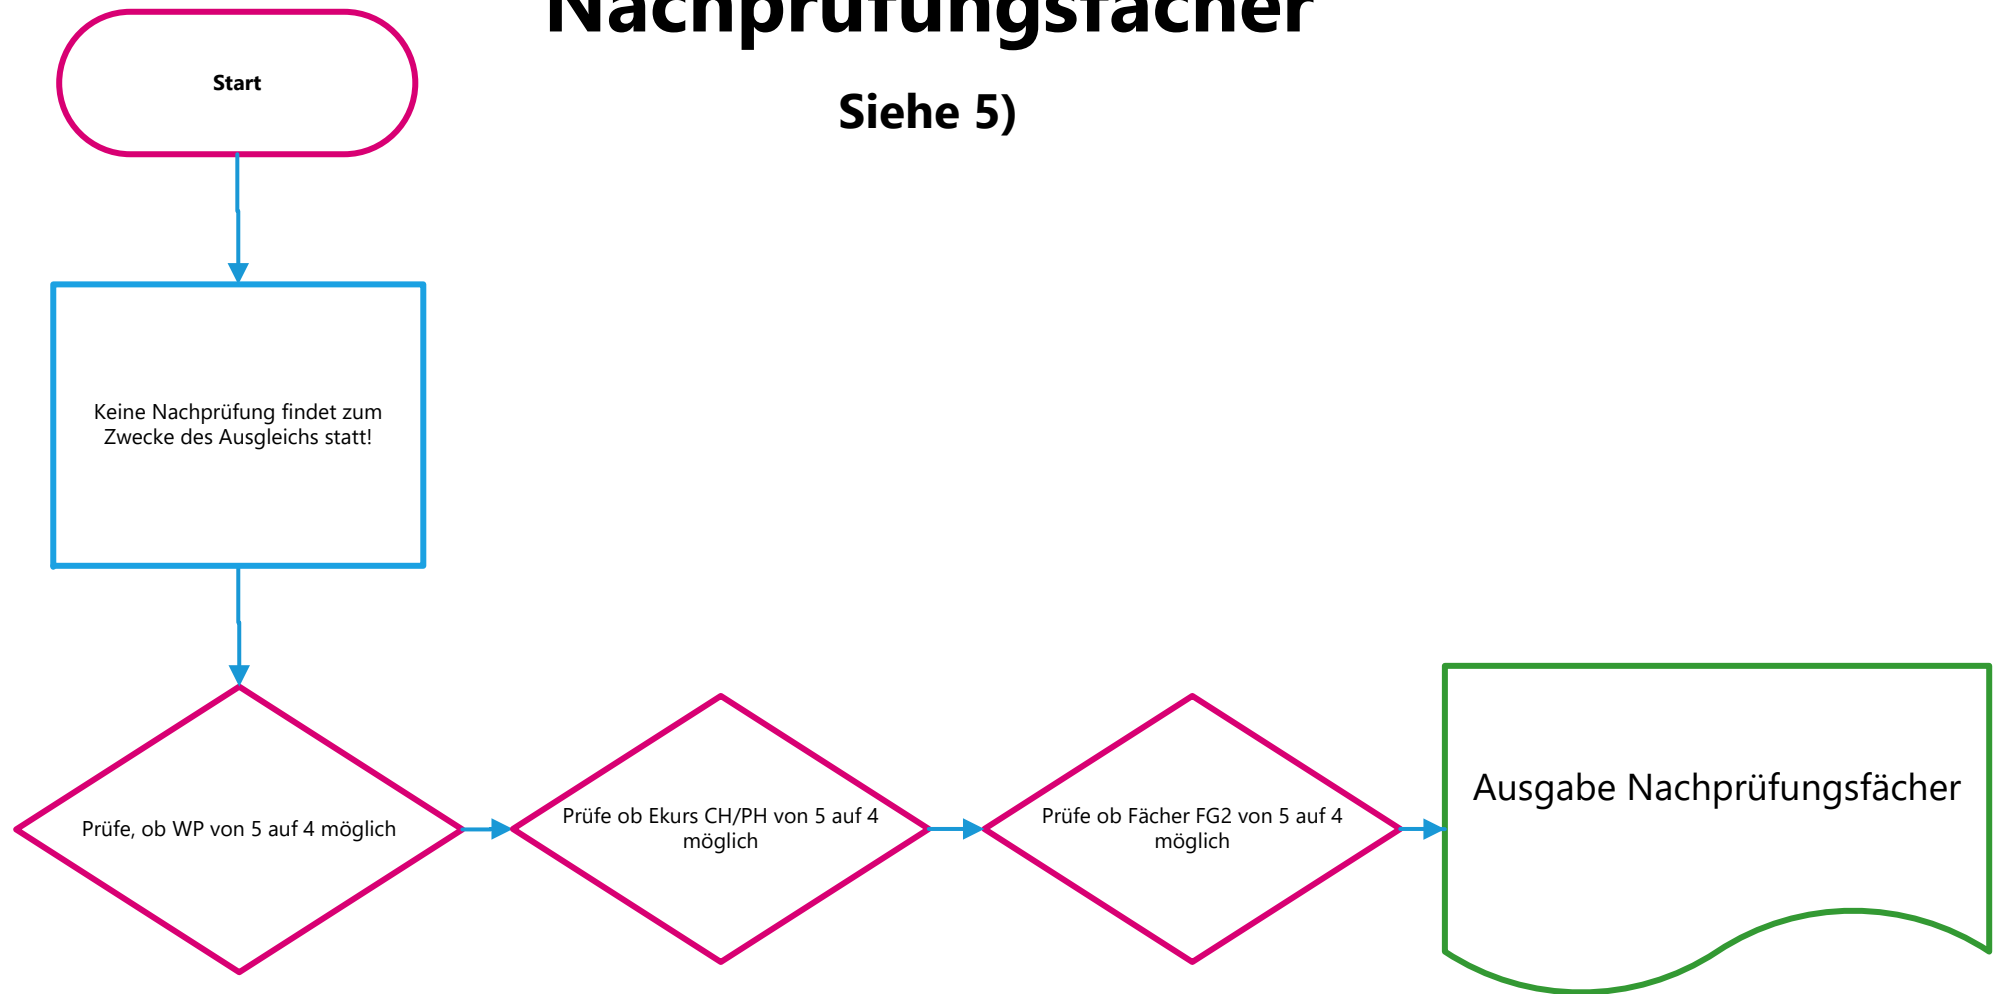 Nachprüfungsfächer
Siehe 5)
Start
Keine Nachprüfung findet zum
Zwecke des Ausgleichs statt!
Prüfe, ob WP von 5 auf 4 möglich
Prüfe ob Ekurs CH/PH von 5 auf 4
möglich
Prüfe ob Fächer FG2 von 5 auf 4
möglich
Ausgabe Nachprüfungsfächer